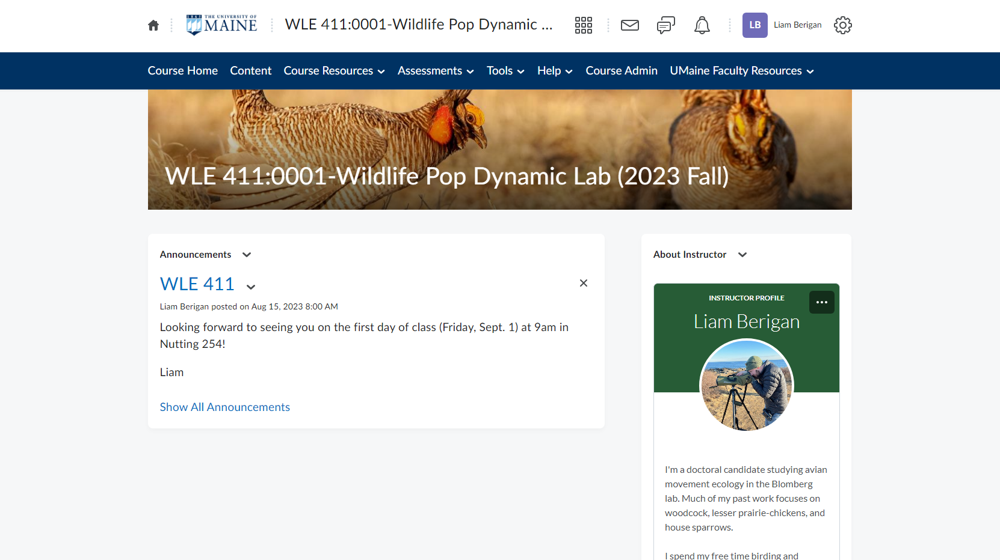 1865 THE UNIVERSITY OF
MAINE
WLE 411:0001-Wildlife Pop Dynamic ...
LB
Liam Berigan
Course Home
Content
Course Resources
Assessments
Tools
Help
Course Admin
UMaine Faculty Resources
WLE 411:0001-Wildlife Pop Dynamic Lab (2023 Fall)
Announcements
WLE 411
Liam Berigan posted on Aug 15, 2023 8:00 AM
Looking forward to seeing you on the first day of class (Friday, Sept. 1) at 9am in
Nutting 254!
Liam
Show All Announcements
About Instructor
INSTRUCTOR PROFILE
Liam Berigan
I'm a doctoral candidate studying avian
movement ecology in the Blomberg
lab. Much of my past work focuses on
woodcock, lesser prairie-chickens, and
house sparrows.
I spend my free time birding and